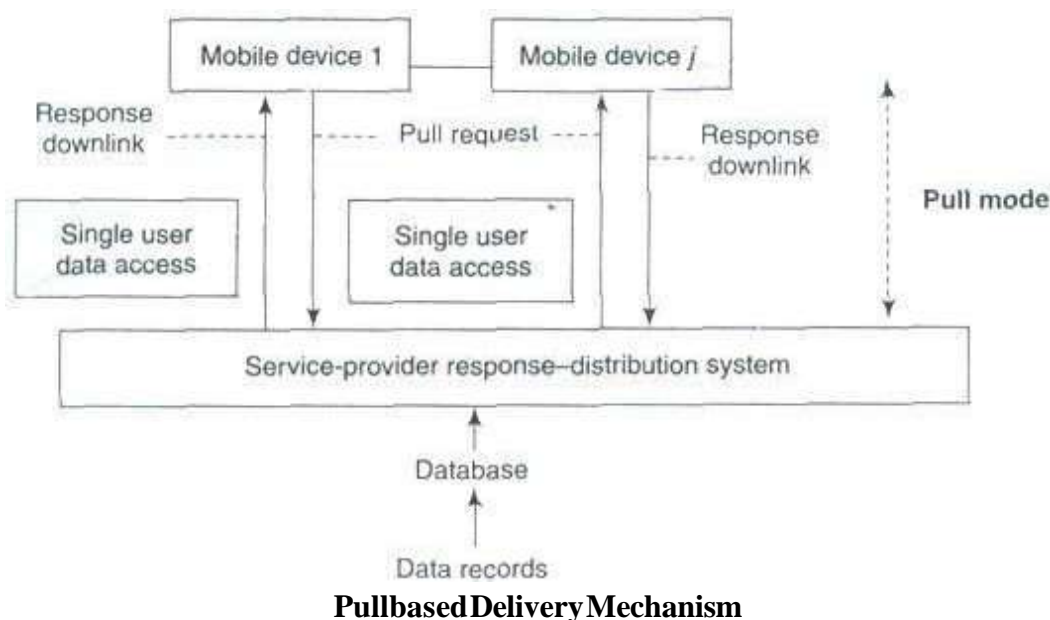 Mobile device 1
Mobile device j
Response
downlink
Pull request
Response
downlink
Pull mode
Single user
data access
Single user
data access
Service-provider response–distribution system
Database
Data records
PullbasedDeliveryMechanism